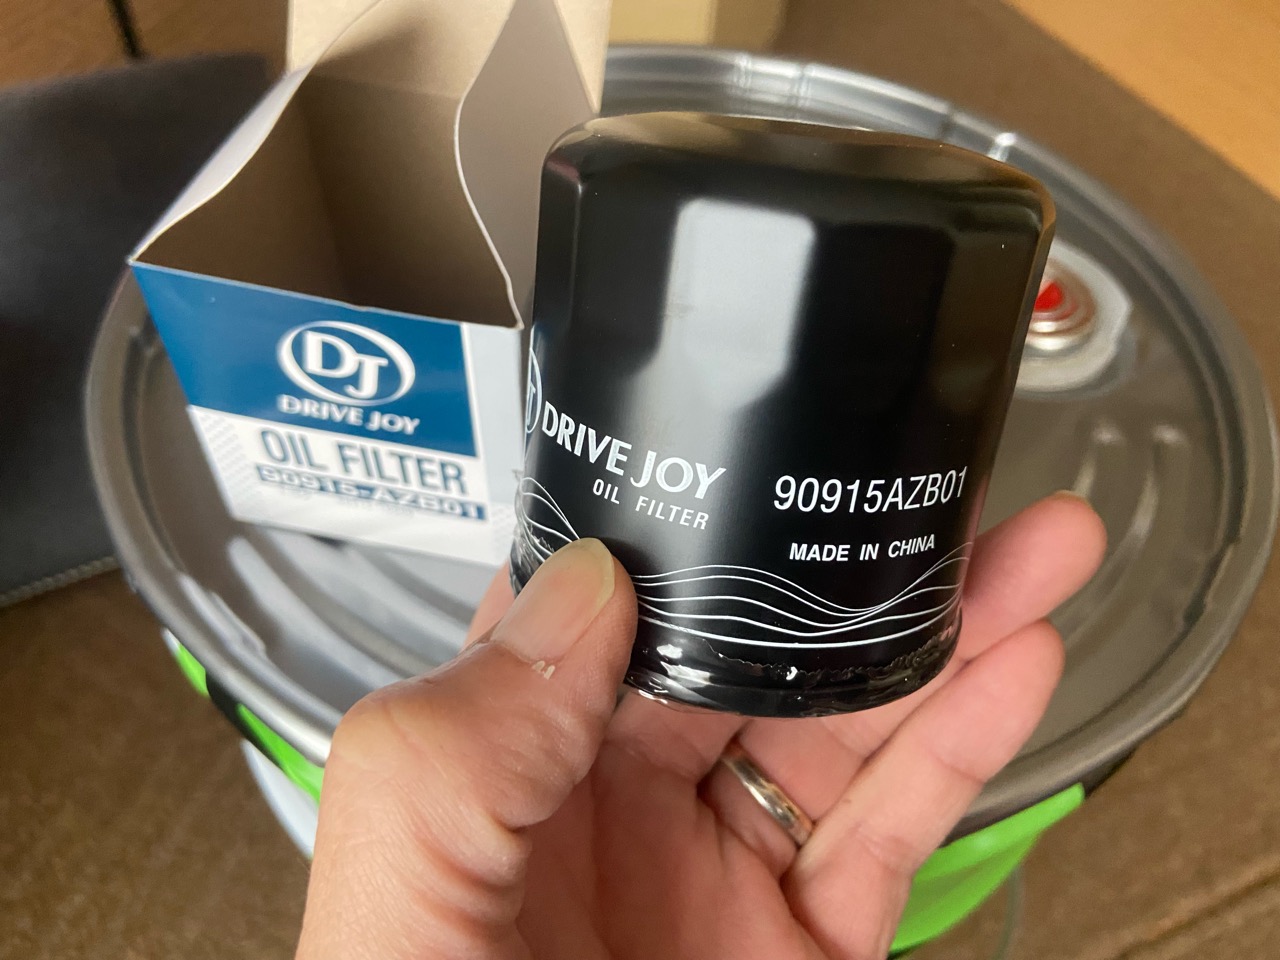 DJ
DRIVE JOY
OIL FILTER
90915-AZB01
DRIVE JOY
OIL FILTER
90915AZB01
MADE IN CHINA